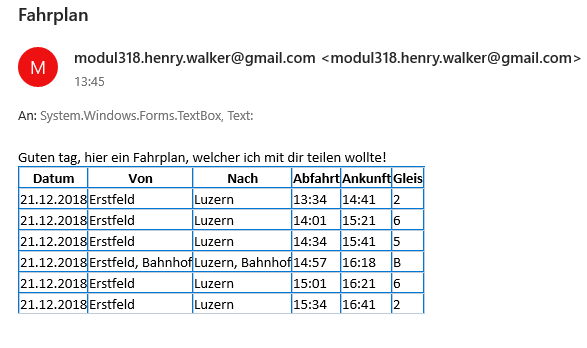 Fahrplan
M
modul318.henry.walker@gmail.com <modul318.henry.walker@gmail.com>
13:45
An: System.Windows.Forms.TextBox, Text:
Guten tag, hier ein Fahrplan, welcher ich mit dir teilen wollte!
Datum Von Nach Abfahrt Ankunft Gleis
21.12.2018 Erstfeld Luzern 13:34 14:41 2
21.12.2018 Erstfeld Luzern 14:01 15:21 6
21.12.2018 Erstfeld Luzern 14:34 15:41 5
21.12.2018 Erstfeld, Bahnhof Luzern, Bahnhof 14:57 16:18 B
21.12.2018 Erstfeld Luzern 15:01 16:21 6
21.12.2018 Erstfeld Luzern 15:34 16:41 2